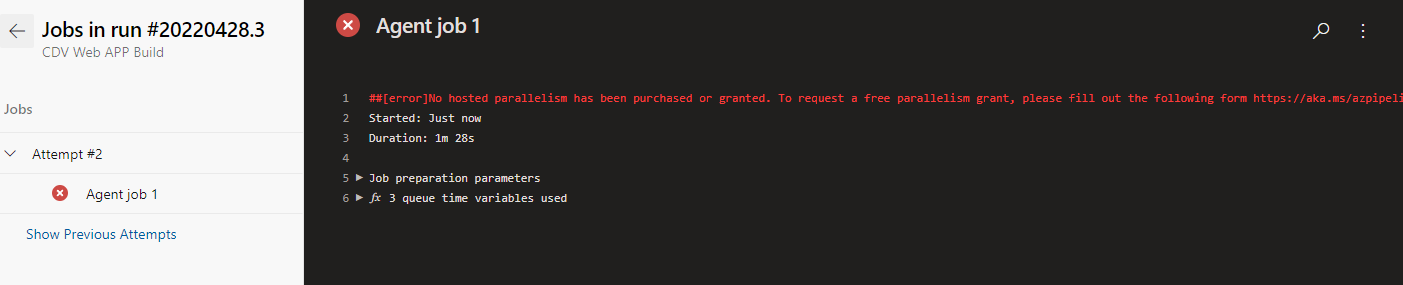 Jobs in run #20220428.3
CDV Web APP Build
Jobs
Attempt #2
Agent job 1
Show Previous Attempts
Agent job 1
1 ##[error]No hosted parallelism has been purchased or granted. To request a free parallelism grant, please fill out the following form https://aka.ms/azpipeli
2 Started: Just now
3 Duration: 1m 28s
4
5 Job preparation parameters
6 fx 3 queue time variables used